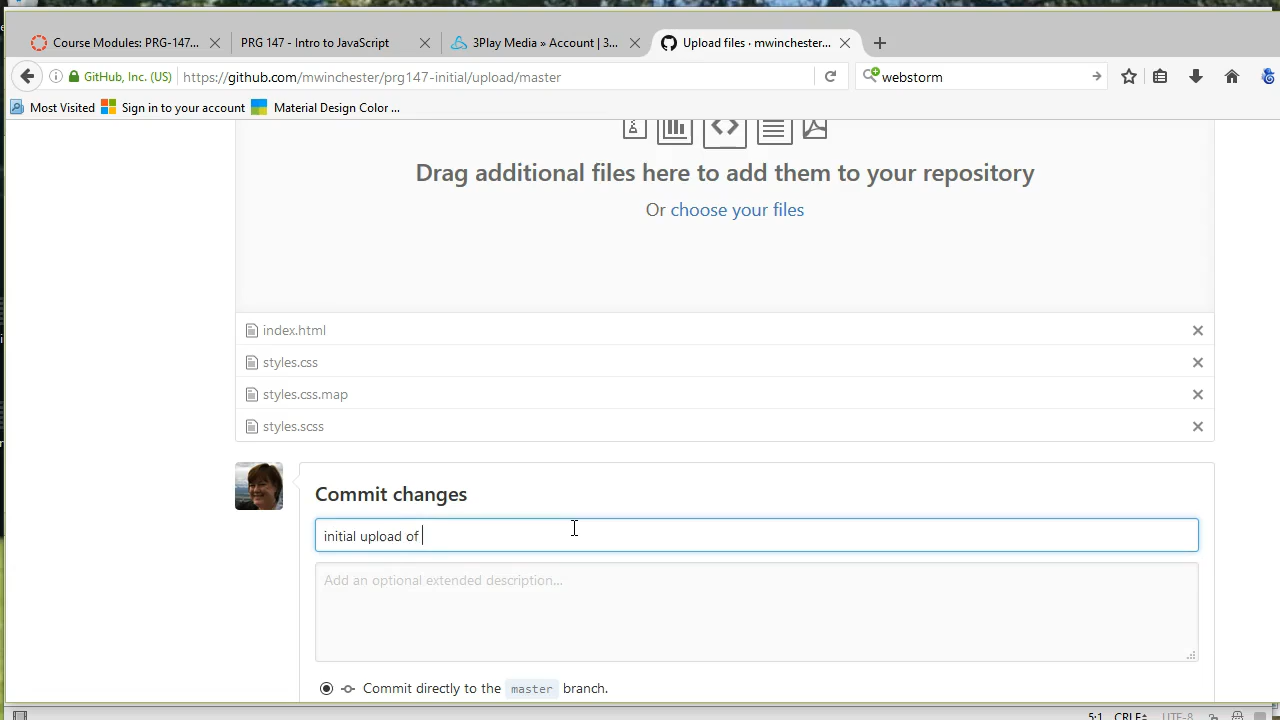 Course Modules: PRG-147...
PRG 147 - Intro to JavaScript
3Play Media » Account | 3...
Upload files · mwinchester...
GitHub, Inc. (US)
https://github.com/mwinchester/prg147-initial/upload/master
webstorm
Most Visited
Sign in to your account
Material Design Color ...
Drag additional files here to add them to your repository
Or choose your files
index.html
styles.css
styles.css.map
styles.scss
Commit changes
initial upload of
Add an optional extended description...
Commit directly to the master branch.
5:1 CRLF÷ UTF-8